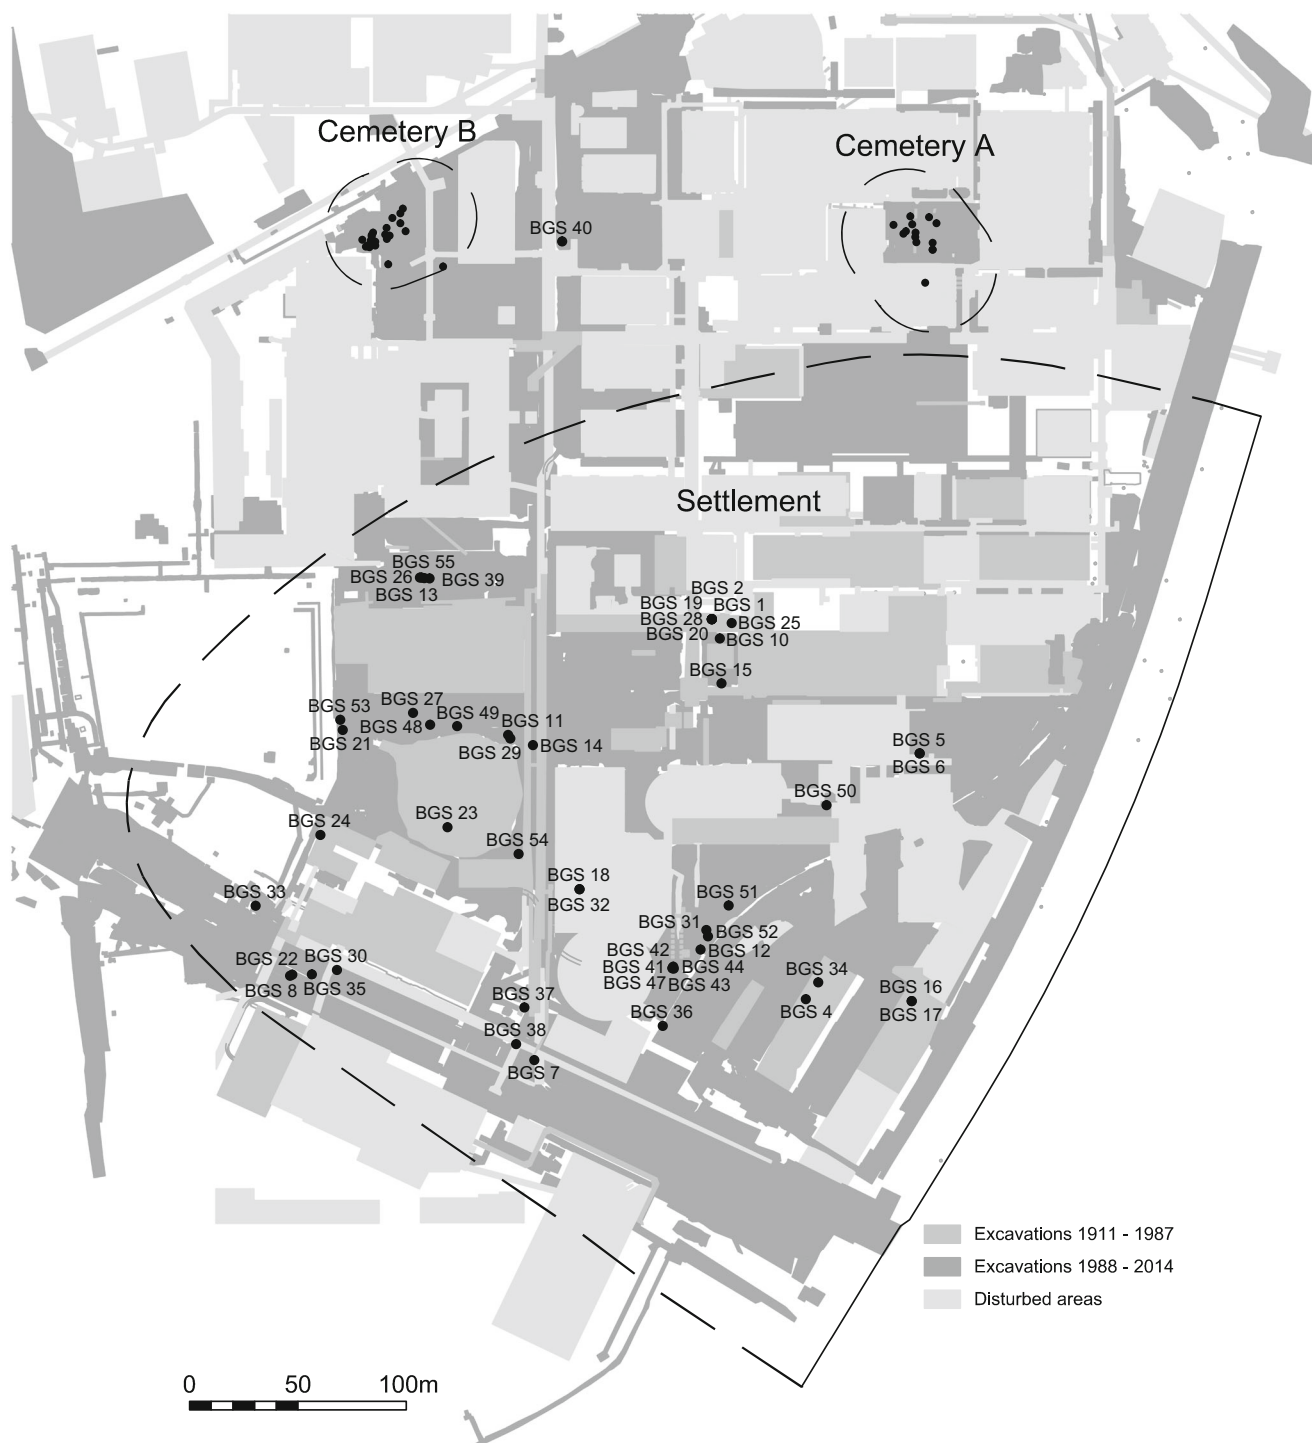 Cemetery B
Cemetery A
BGS 40
Settlement
BGS 55
BGS 26
BGS 39
BGS 13
BGS 2
BGS 19
BGS 1
BGS 28
BGS 25
BGS 20
BGS 10
BGS 15
BGS 27
BGS 53
BGS 49
BGS 48
BGS 11
BGS 21
BGS 29
BGS 14
BGS 5
BGS 6
BGS 50
BGS 24
BGS 23
BGS 54
BGS 18
BGS 33
BGS 32
BGS 51
BGS 31
BGS 52
BGS 42
BGS 12
BGS 22
BGS 30
BGS 41
BGS 44
BGS 34
BGS 47
BGS 43
BGS 8
BGS 35
BGS 16
BGS 37
BGS 36
BGS 4
BGS 17
BGS 38
BGS 7
Excavations 1911 - 1987
Excavations 1988 - 2014
Disturbed areas
0 50 100m